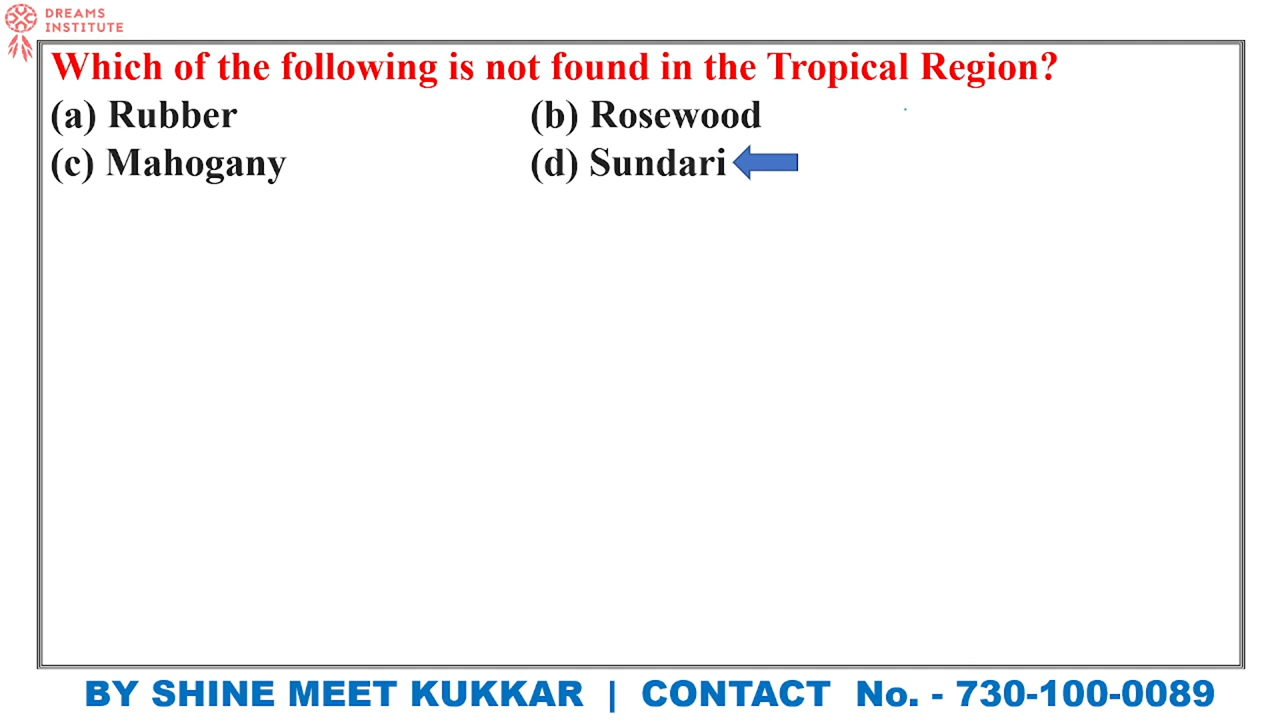 DREAMS
INSTITUTE
Which of the following is not found in the Tropical Region?
(a) Rubber (b) Rosewood
(c) Mahogany (d) Sundari
BY SHINE MEET KUKKAR | CONTACT No. - 730-100-0089